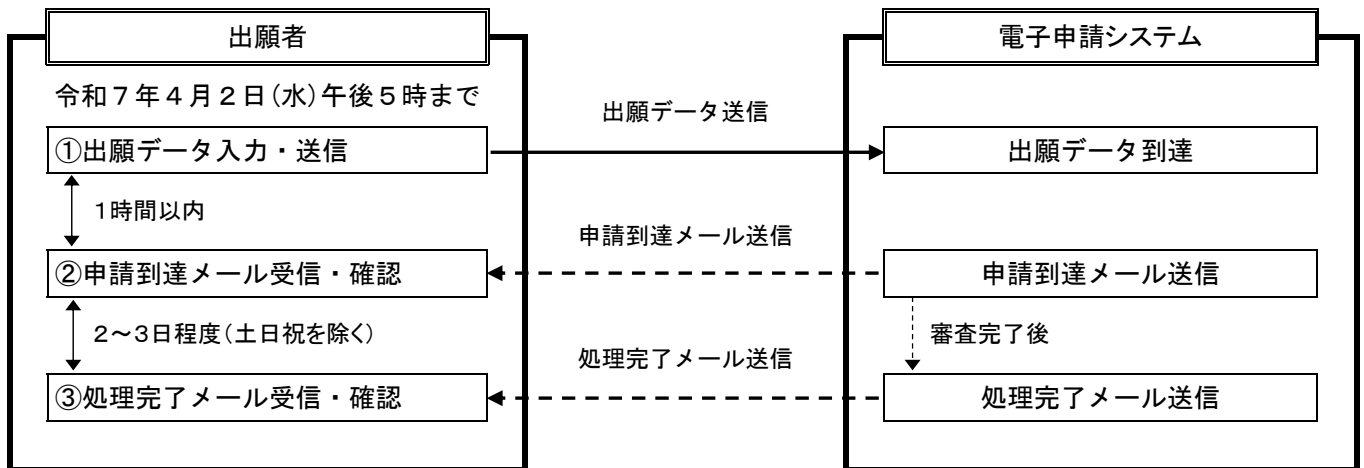 出願者
電子申請システム
令和７年４月２日(水)午後５時まで
出願データ送信
①出願データ入力・送信
出願データ到達
１時間以内
申請到達メール送信
②申請到達メール受信・確認
申請到達メール送信
２～３日程度(土日祝を除く)
審査完了後
処理完了メール送信
③処理完了メール受信・確認
処理完了メール送信